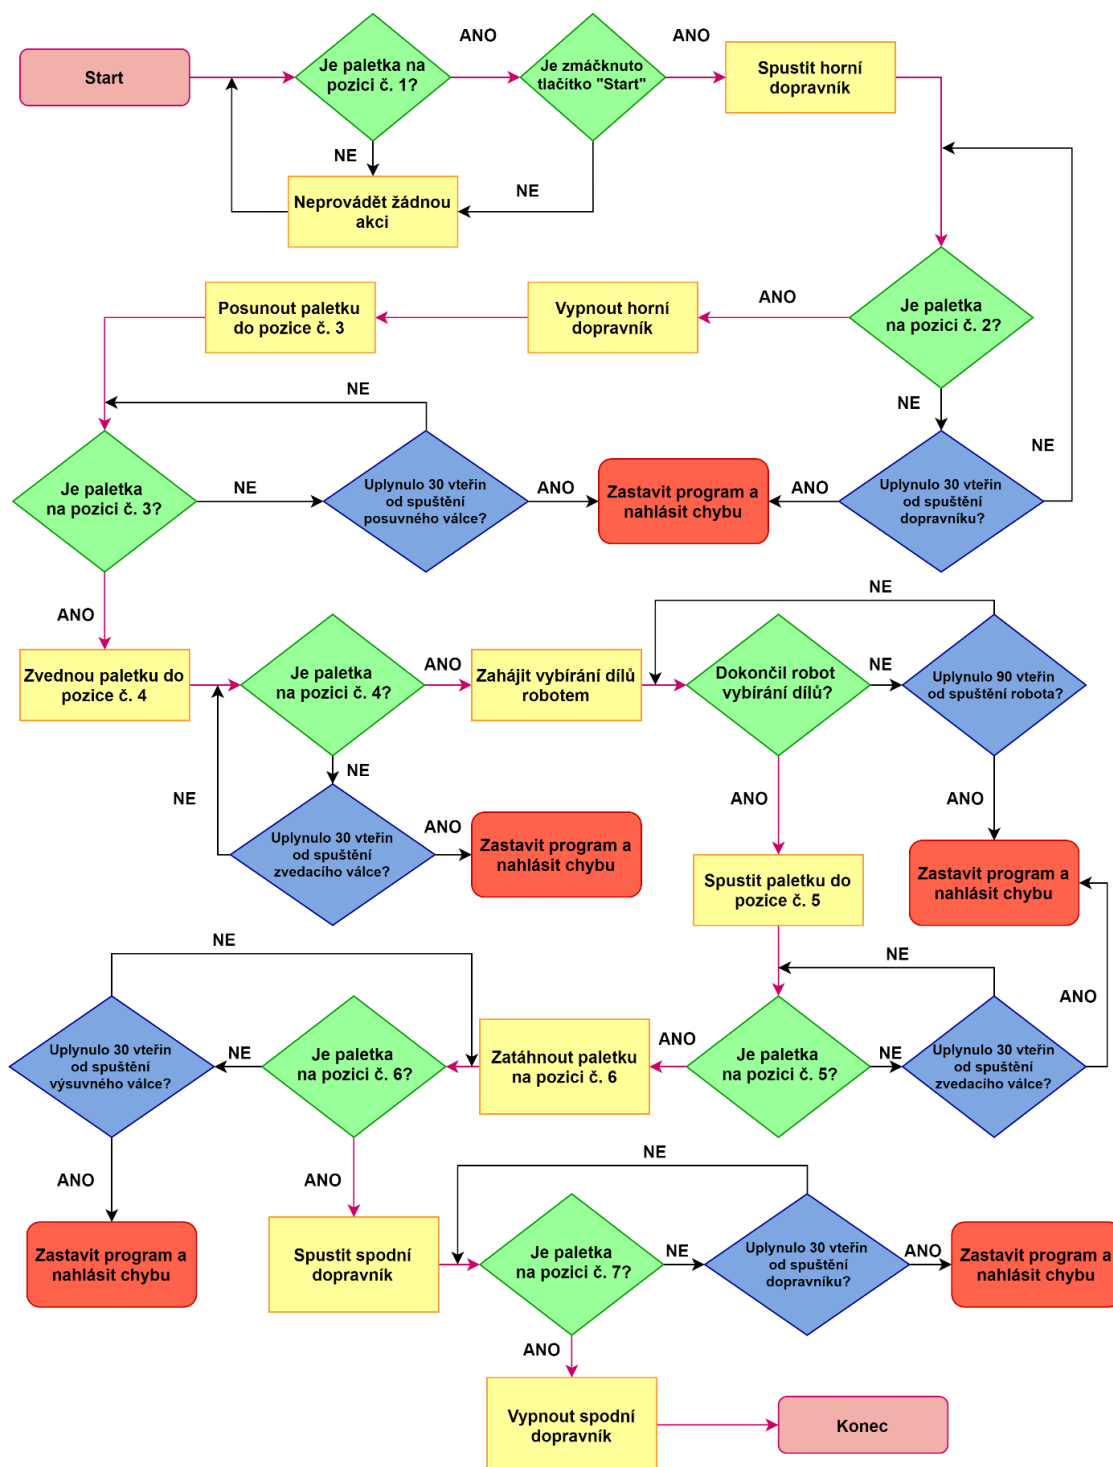 Start
Je paletka na
pozici č. 1?
ANO
Je zmáčknuto
tlačítko "Start"
ANO
Spustit horní
dopravník
NE
NE
Neprovádět žádnou
akci
Posunout paletku
do pozice č. 3
Vypnout horní
dopravník
ANO
Je paletka
na pozici č. 2?
NE
NE
NE
Je paletka
na pozici č. 3?
NE
Uplynulo 30 vteřin
od spuštění
posuvného válce?
ANO
Zastavit program a
nahlásit chybu
ANO
Uplynulo 30 vteřin
od spuštění
dopravníku?
ANO
NE
Zvednou paletku do
pozice č. 4
Je paletka
na pozici č. 4?
ANO
Zahájit vybírání dílů
robotem
Dokončil robot
vybírání dílů?
NE
Uplynulo 90 vteřin
od spuštění robota?
NE
NE
ANO
ANO
Uplynulo 30 vteřin
od spuštění
zvedacího válce?
ANO
Zastavit program a
nahlásit chybu
Zastavit program a
nahlásit chybu
Spustit paletku do
pozice č. 5
NE
NE
ANO
Uplynulo 30 vteřin
od spuštění
výsuvného válce?
NE
Je paletka
na pozici č. 6?
Zatáhnout paletku
na pozici č. 6
ANO
Je paletka
na pozici č. 5?
NE
Uplynulo 30 vteřin
od spuštění
zvedacího válce?
ANO
ANO
NE
Zastavit program a
nahlásit chybu
Spustit spodní
dopravník
Je paletka
na pozici č. 7?
NE
Uplynulo 30 vteřin
od spuštění
dopravníku?
ANO
Zastavit program a
nahlásit chybu
ANO
Vypnout spodní
dopravník
Konec